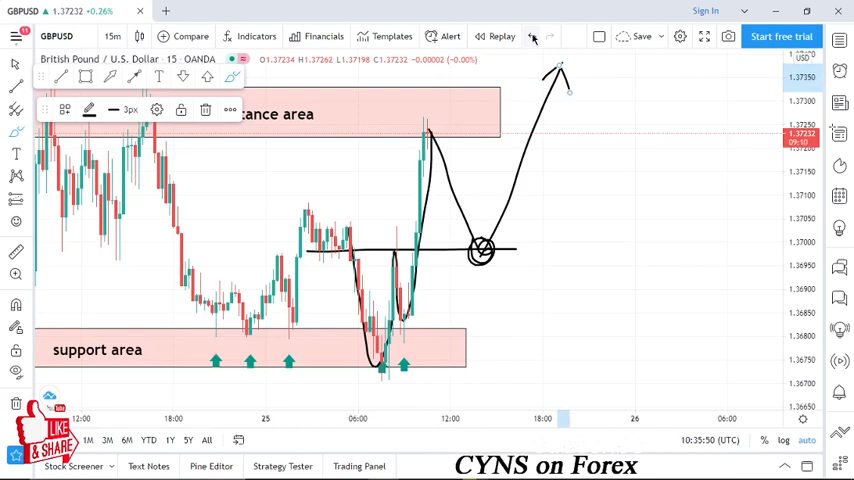 GBPUSD 1.37232 +0.26%
Sign In
GBPUSD 15m Compare Indicators Financials Templates Alert Replay Save Start free trial
British Pound / U.S. Dollar · 15 · OANDA O1.37234 H1.37262 L1.37198 C1.37232 -0.00002 (-0.00%)
USD
1.37350
3px
tance area
1.37300
1.37250
1.37232
09:10
1.37200
1.37150
1.37100
1.37050
1.37000
1.36950
1.36900
1.36850
1.36800
support area
1.36750
1.36700
1.36650
12:00 18:00 25 06:00 12:00 18:00 26 06:00
YouTube
LIKE
& SHARE
1M 3M 6M YTD 1Y 5Y All
10:35:50 (UTC) % log auto
Stock Screener Text Notes Pine Editor Strategy Tester Trading Panel
CYNS on Forex
11